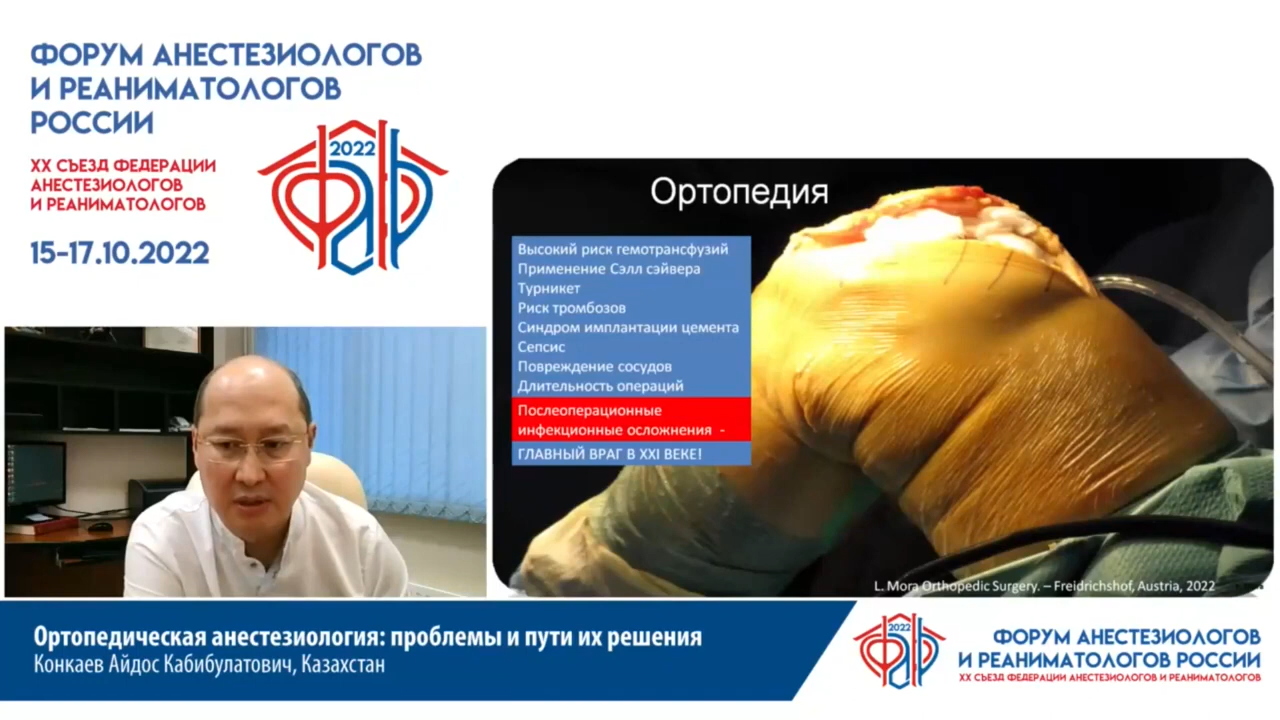 ФОРУМ АНЕСТЕЗИОЛОГОВ
И РЕАНИМАТОЛОГОВ
РОССИИ
XX СЪЕЗД ФЕДЕРАЦИИ
АНЕСТЕЗИОЛОГОВ
И РЕАНИМАТОЛОГОВ
15-17.10.2022
2022
ФАР
Ортопедия
Высокий риск гемотрансфузий
Применение Сэлл сэйвера
Турникет
Риск тромбозов
Синдром имплантации цемента
Сепсис
Повреждение сосудов
Длительность операций
Послеоперационные
инфекционные осложнения -
ГЛАВНЫЙ ВРАГ В XXI ВЕКЕ!
L. Mora Orthopedic Surgery. – Freidrichshof, Austria, 2022
Ортопедическая анестезиология: проблемы и пути их решения
Конкаев Айдос Кабибулатович, Казахстан
2022
ФАР
ФОРУМ АНЕСТЕЗИОЛОГОВ
И РЕАНИМАТОЛОГОВ РОССИИ
XX СЪЕЗД ФЕДЕРАЦИИ АНЕСТЕЗИОЛОГОВ И РЕАНИМАТОЛОГОВ